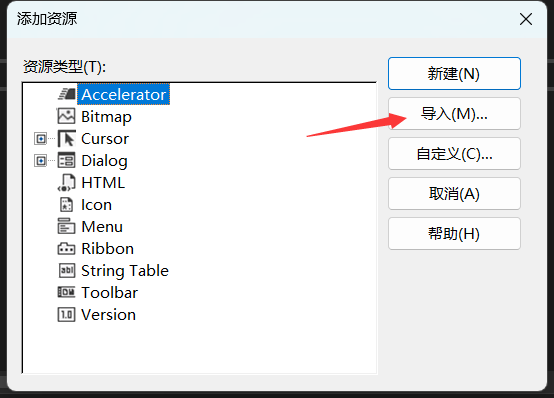 添加资源
资源类型(T):
Accelerator
Bitmap
Cursor
Dialog
HTML
Icon
Menu
Ribbon
String Table
Toolbar
Version
新建(N)
导入(M)...
自定义(C)...
取消(A)
帮助(H)